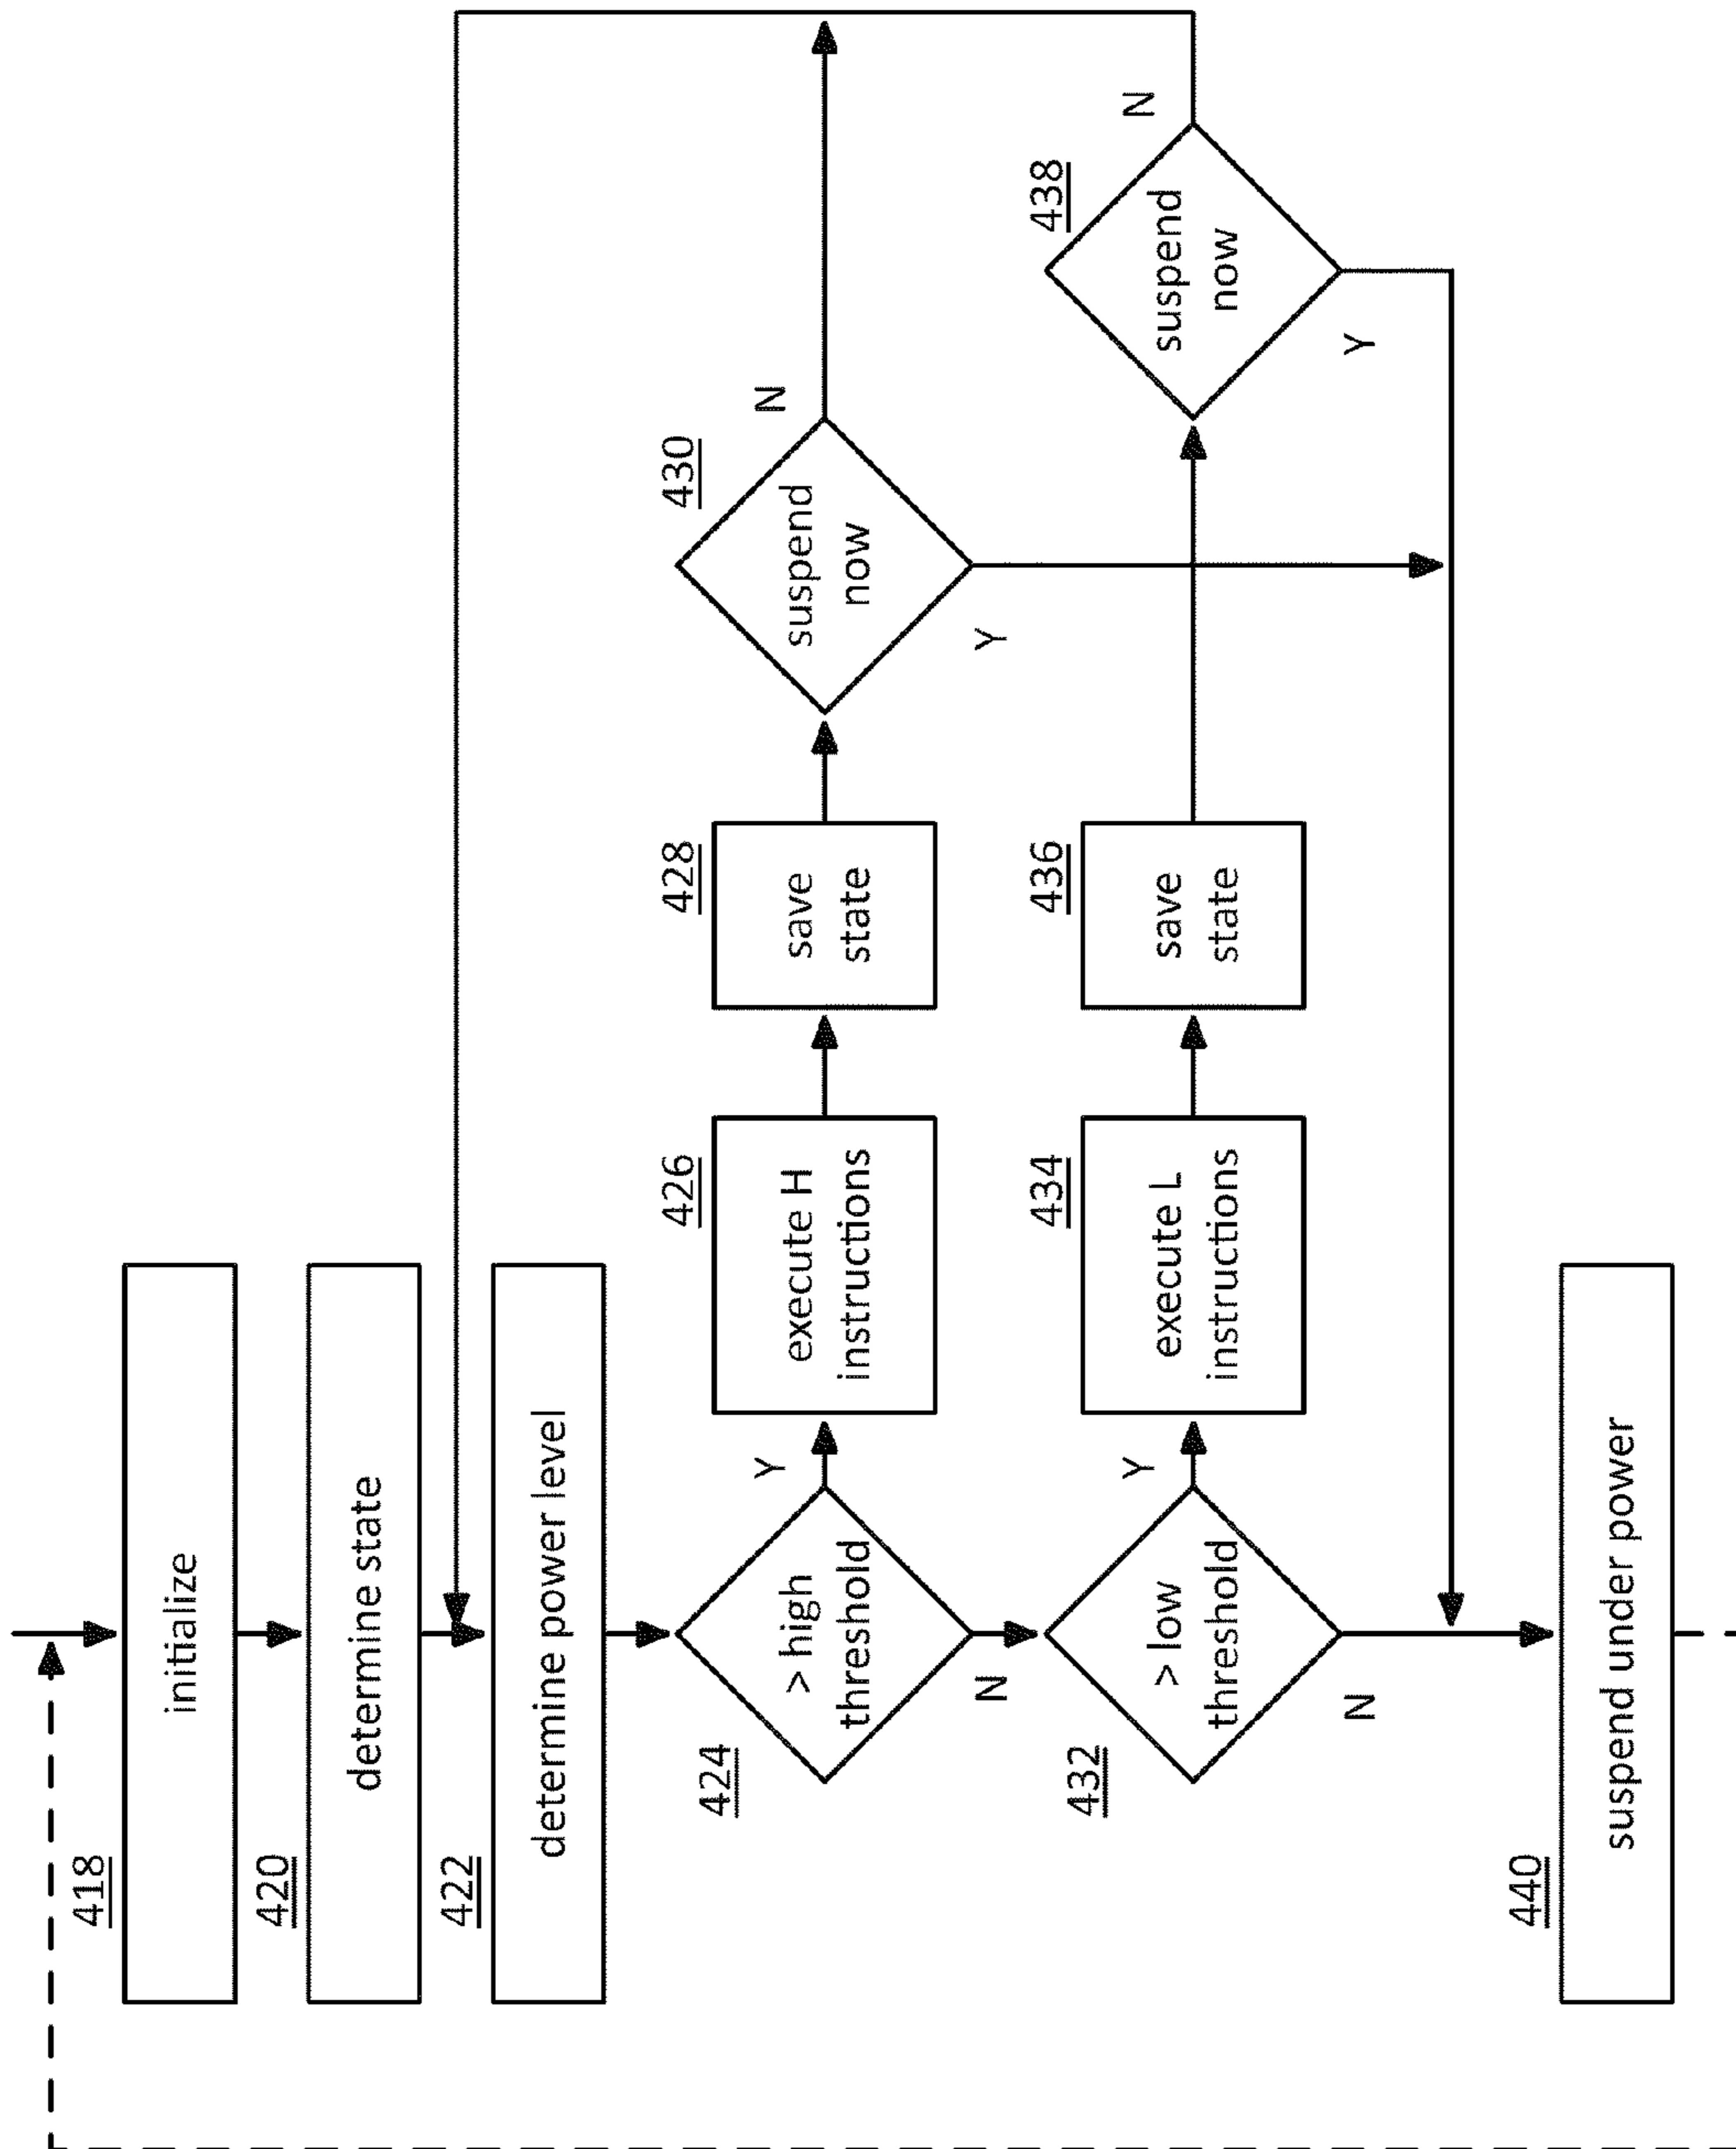 418
initialize
420
determine state
422
determine power level
424
> high
threshold
Y
N
426
execute H
instructions
428
save
state
430
suspend
now
N
Y
432
> low
threshold
Y
N
434
execute L
instructions
436
save
state
438
suspend
now
N
Y
440
suspend under power